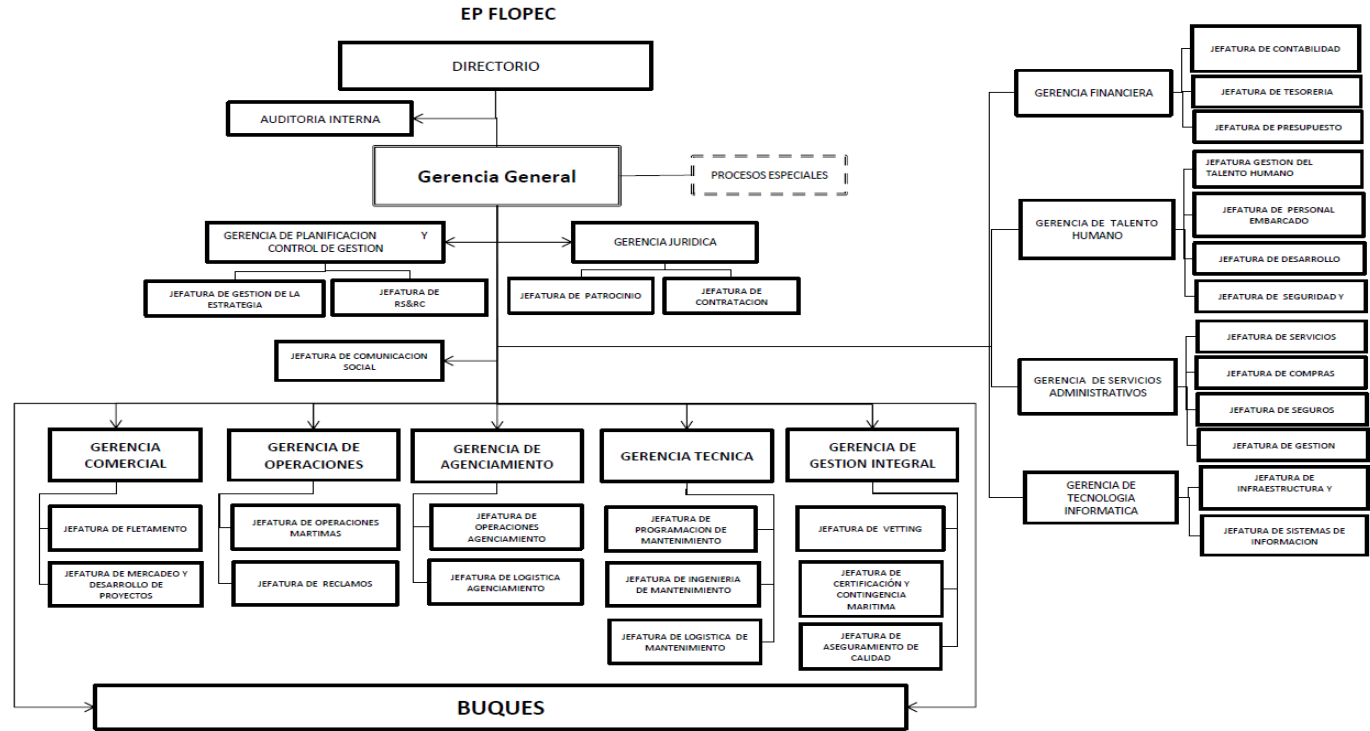 EP FLOPEC
DIRECTORIO
AUDITORIA INTERNA
Gerencia General
PROCESOS ESPECIALES
GERENCIA DE PLANIFICACION Y
CONTROL DE GESTION
GERENCIA JURIDICA
JEFATURA DE GESTION DE LA
ESTRATEGIA
JEFATURA DE
RS&RC
JEFATURA DE PATROCINIO
JEFATURA DE
CONTRATACION
JEFATURA DE COMUNICACION
SOCIAL
GERENCIA
COMERCIAL
JEFATURA DE FLETAMENTO
JEFATURA DE MERCADEO Y
DESARROLLO DE
PROYECTOS
GERENCIA DE
OPERACIONES
JEFATURA DE OPERACIONES
MARTIMAS
JEFATURA DE RECLAMOS
GERENCIA DE
AGENCIAMIENTO
JEFATURA DE
OPERACIONES
AGENCIAMIENTO
JEFATURA DE LOGISTICA
AGENCIAMIENTO
GERENCIA TECNICA
JEFATURA DE
PROGRAMACION DE
MANTENIMIENTO
JEFATURA DE INGENIERIA
DE MANTENIMIENTO
JEFATURA DE LOGISTICA DE
MANTENIMIENTO
GERENCIA DE
GESTION INTEGRAL
JEFATURA DE VETTING
JEFATURA DE
CERTIFICACIÓN Y
CONTINGENCIA
MARITIMA
JEFATURA DE
ASEGURAMIENTO DE
CALIDAD
BUQUES
GERENCIA FINANCIERA
JEFATURA DE CONTABILIDAD
JEFATURA DE TESORERIA
JEFATURA DE PRESUPUESTO
GERENCIA DE TALENTO
HUMANO
JEFATURA GESTION DEL
TALENTO HUMANO
JEFATURA DE PERSONAL
EMBARCADO
JEFATURA DE DESARROLLO
JEFATURA DE SEGURIDAD Y
GERENCIA DE SERVICIOS
ADMINISTRATIVOS
JEFATURA DE SERVICIOS
JEFATURA DE COMPRAS
JEFATURA DE SEGUROS
JEFATURA DE GESTION
GERENCIA DE
TECNOLOGIA
INFORMATICA
JEFATURA DE
INFRAESTRUCTURA Y
JEFATURA DE SISTEMAS DE
INFORMACION